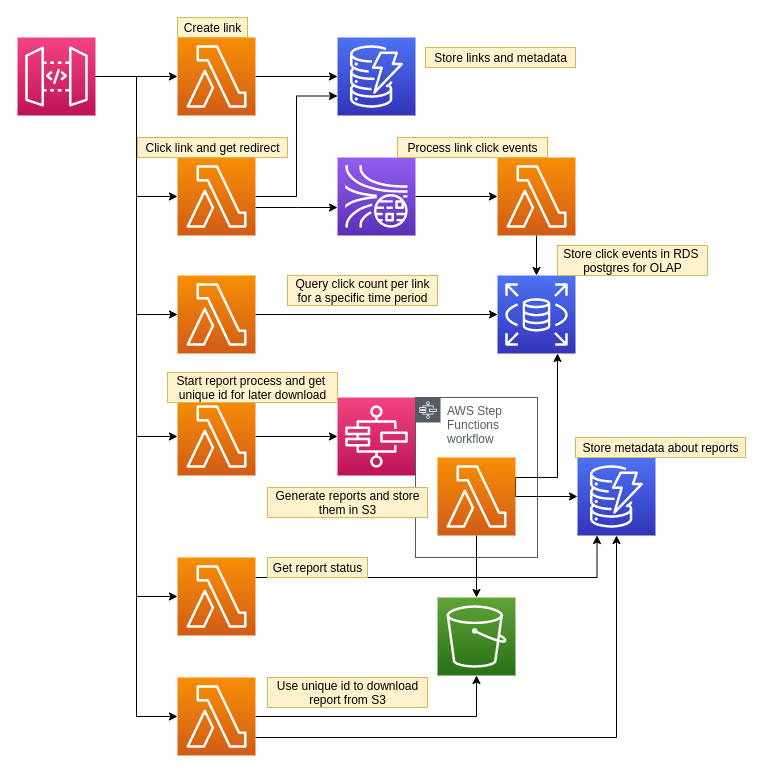 Create link
Store links and metadata
Click link and get redirect
Process link click events
Store click events in RDS
postgres for OLAP
Query click count per link
for a specific time period
Start report process and get
unique id for later download
AWS Step
Functions
workflow
Store metadata about reports
Generate reports and store
them in S3
Get report status
Use unique id to download
report from S3